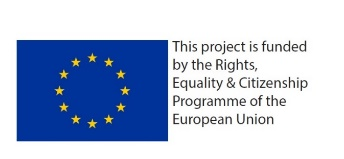 This project is funded
by the Rights,
Equality & Citizenship
Programme of the
European Union